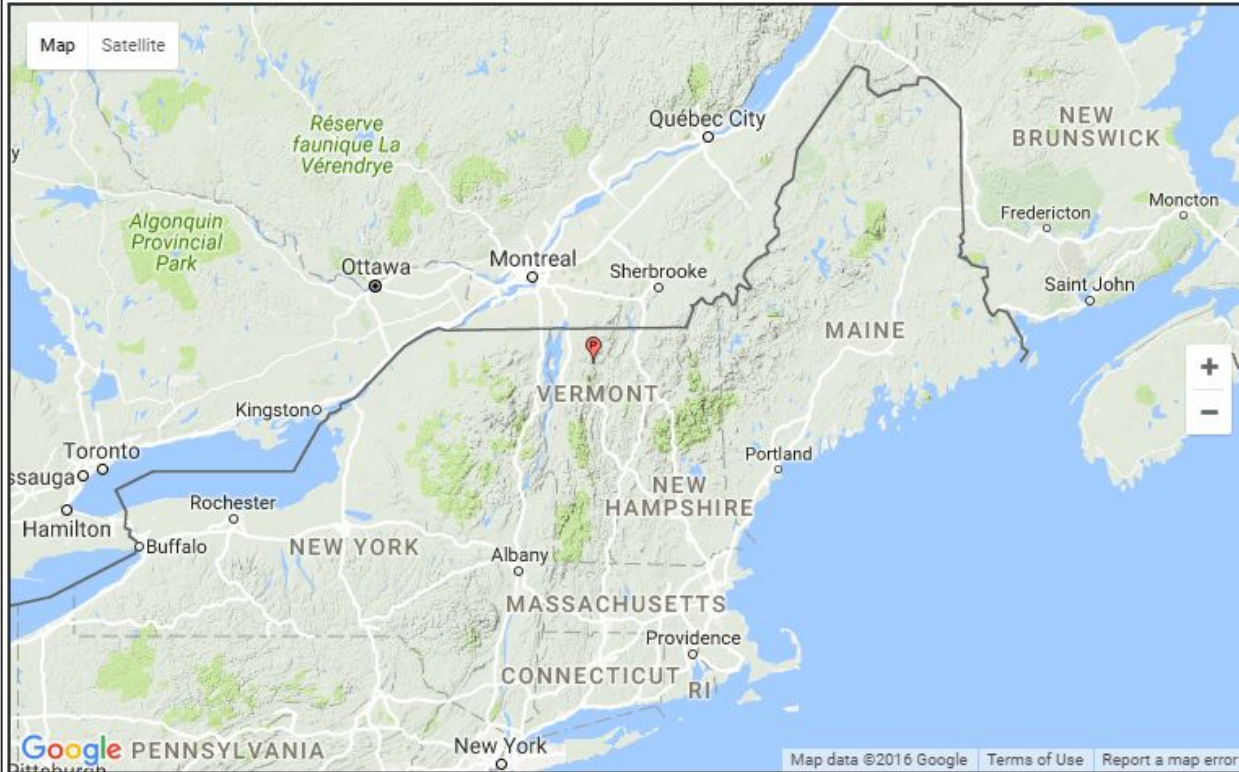 Map Satellite
Québec City
NEW
BRUNSWICK
Réserve
faunique La
Vérendrye
y
Algonquin
Provincial
Park
Fredericton
Moncton
Ottawa
Montreal
Sherbrooke
Saint John
MAINE
P
+
VERMONT
−
Kingston
Toronto
ssauga
Portland
Rochester
NEW
HAMPSHIRE
Hamilton
Buffalo
NEW YORK
Albany
MASSACHUSETTS
Providence
CONNECTICUT
RI
Google
PENNSYLVANIA
New York
Pittsburgh
Map data ©2016 Google Terms of Use Report a map error